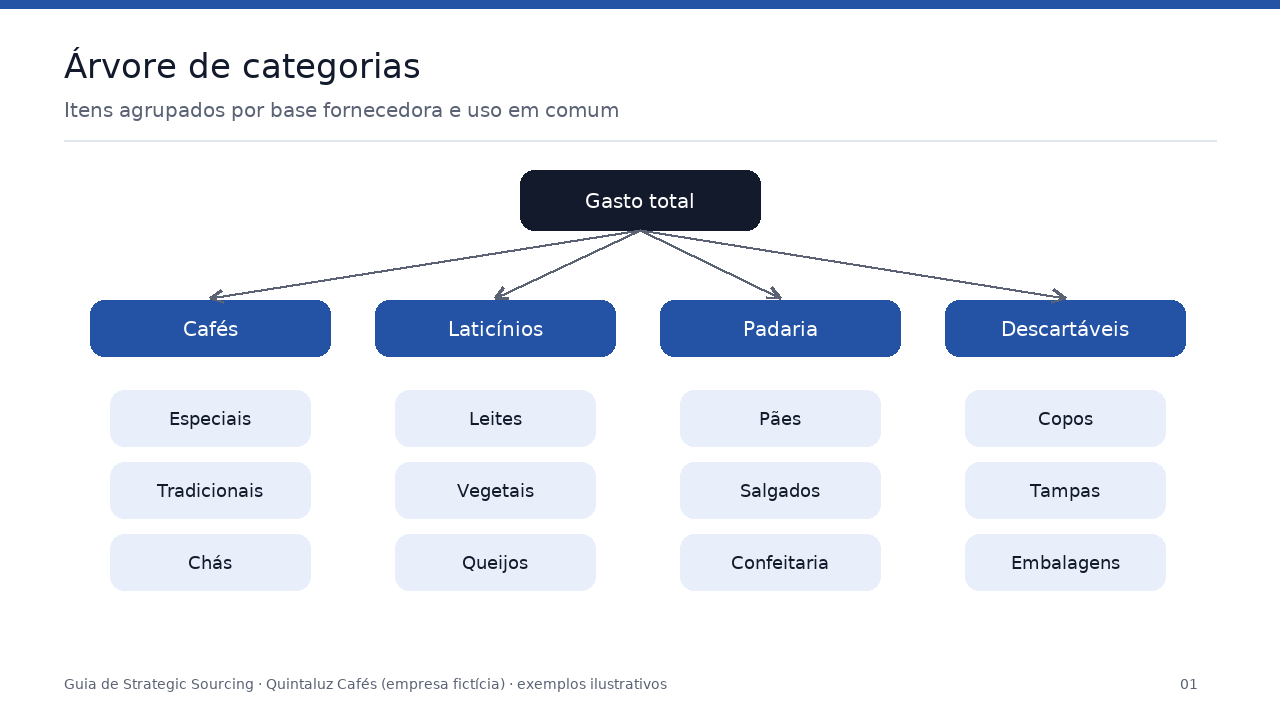 Árvore de categorias
Itens agrupados por base fornecedora e uso em comum
Gasto total
Cafés
Laticínios
Padaria
Descartáveis
Especiais
Leites
Pães
Copos
Tradicionais
Vegetais
Salgados
Tampas
Chás
Queijos
Confeitaria
Embalagens
Guia de Strategic Sourcing · Quintaluz Cafés (empresa fictícia) · exemplos ilustrativos
01